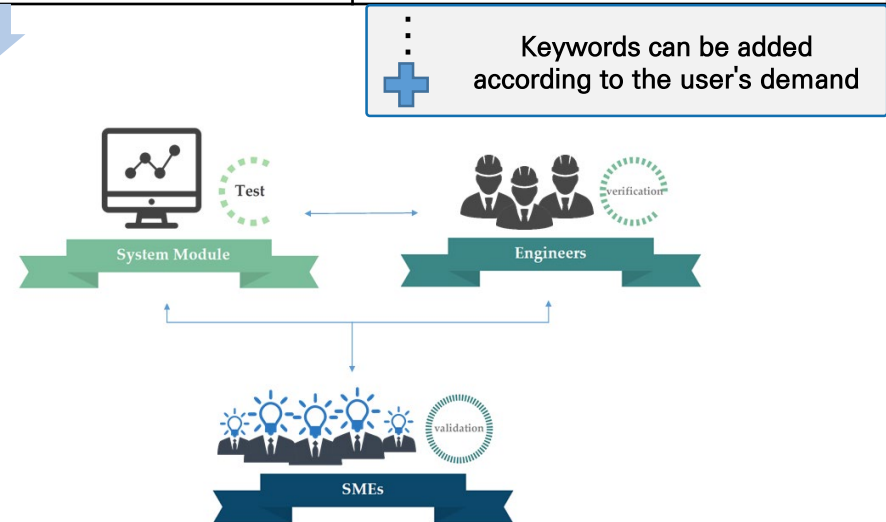 Keywords can be added
according to the user's demand
Test
verification
System Module
Engineers
validation
SMEs